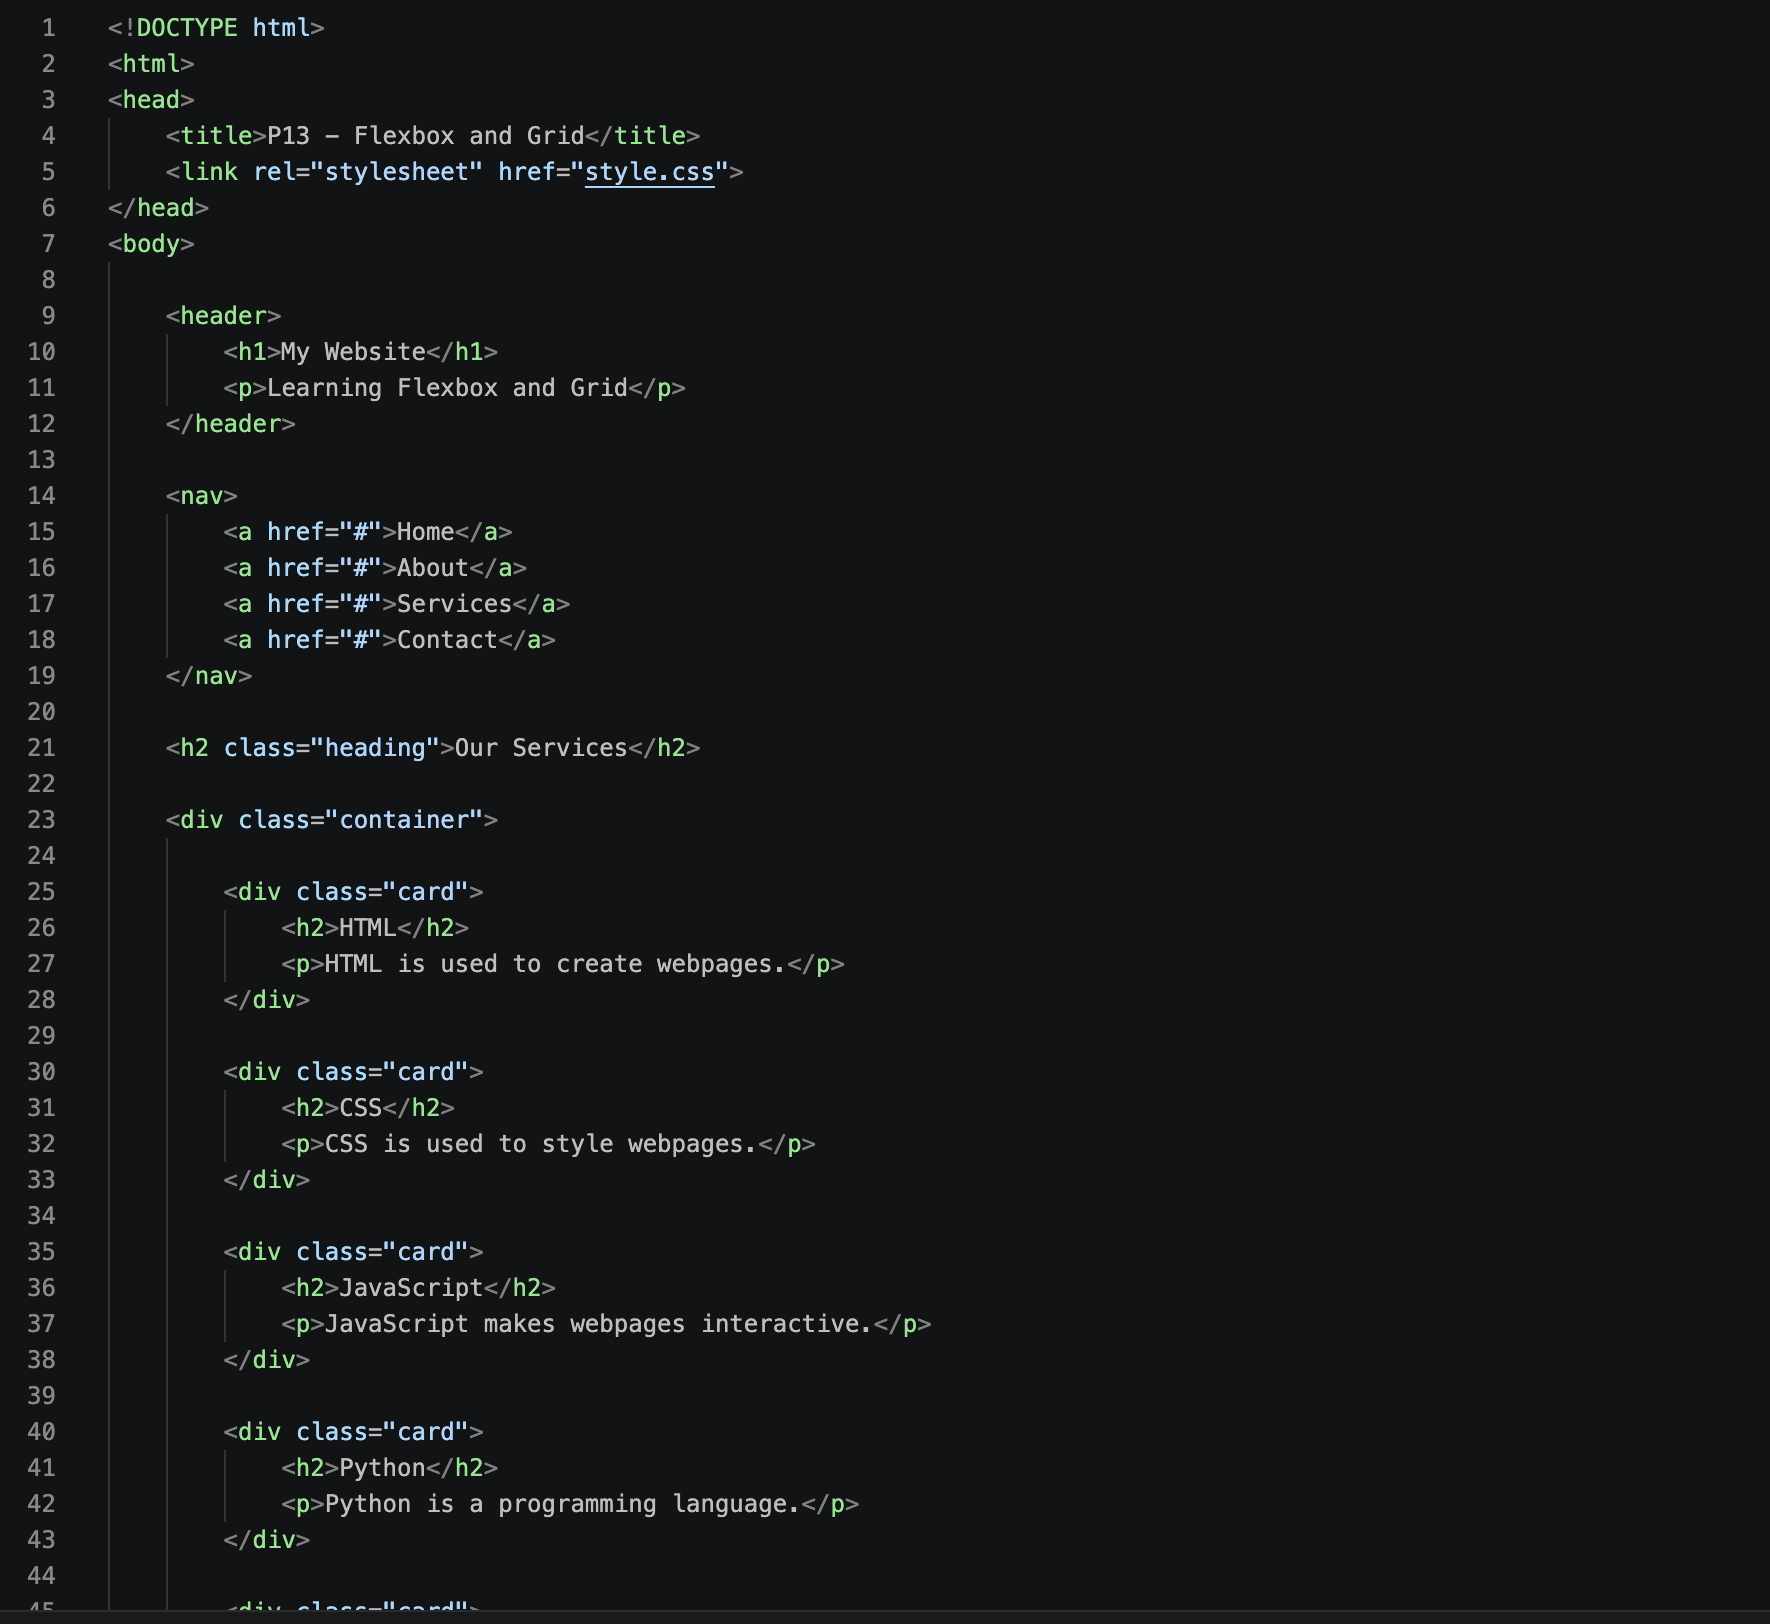 1 <!DOCTYPE html>
2 <html>
3 <head>
4     <title>P13 – Flexbox and Grid</title>
5     <link rel="stylesheet" href="style.css">
6 </head>
7 <body>
8
9     <header>
10         <h1>My Website</h1>
11         <p>Learning Flexbox and Grid</p>
12     </header>
13
14     <nav>
15         <a href="#">Home</a>
16         <a href="#">About</a>
17         <a href="#">Services</a>
18         <a href="#">Contact</a>
19     </nav>
20
21     <h2 class="heading">Our Services</h2>
22
23     <div class="container">
24
25         <div class="card">
26             <h2>HTML</h2>
27             <p>HTML is used to create webpages.</p>
28         </div>
29
30         <div class="card">
31             <h2>CSS</h2>
32             <p>CSS is used to style webpages.</p>
33         </div>
34
35         <div class="card">
36             <h2>JavaScript</h2>
37             <p>JavaScript makes webpages interactive.</p>
38         </div>
39
40         <div class="card">
41             <h2>Python</h2>
42             <p>Python is a programming language.</p>
43         </div>
44
45         <div class="card">